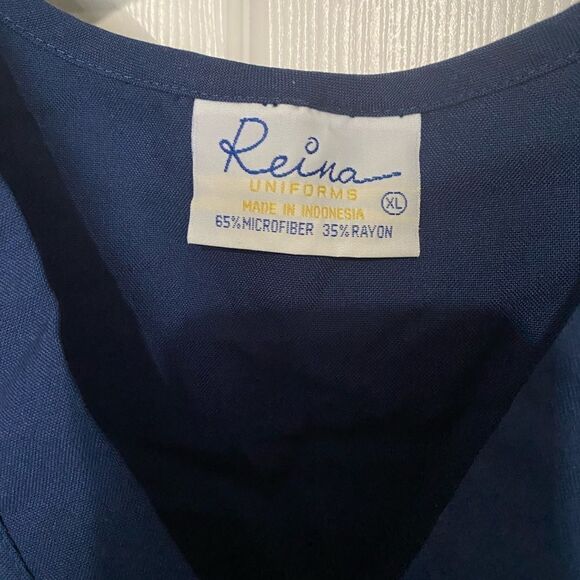 Reina
UNIFORMS
MADE IN INDONESIA
XL
65% MICROFIBER 35% RAYON